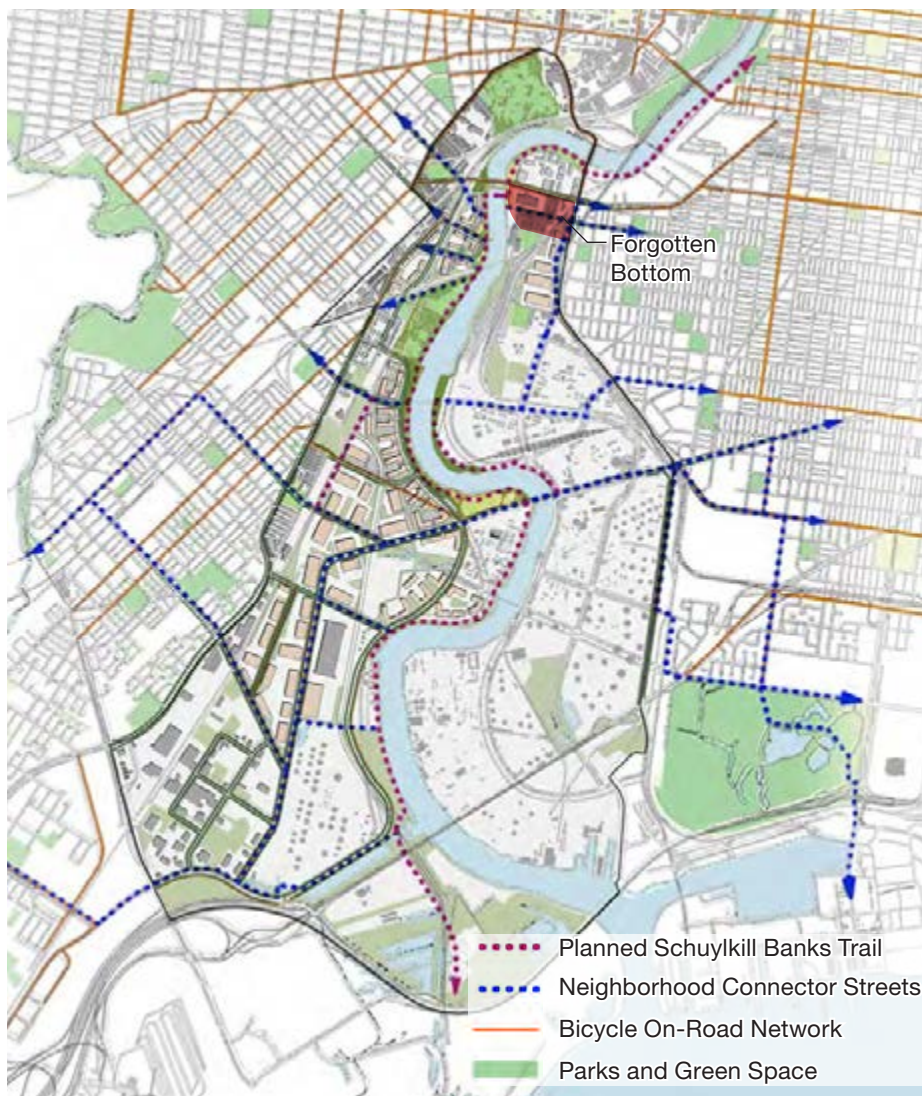 Forgotten
Bottom
Planned Schuylkill Banks Trail
Neighborhood Connector Streets
Bicycle On-Road Network
Parks and Green Space